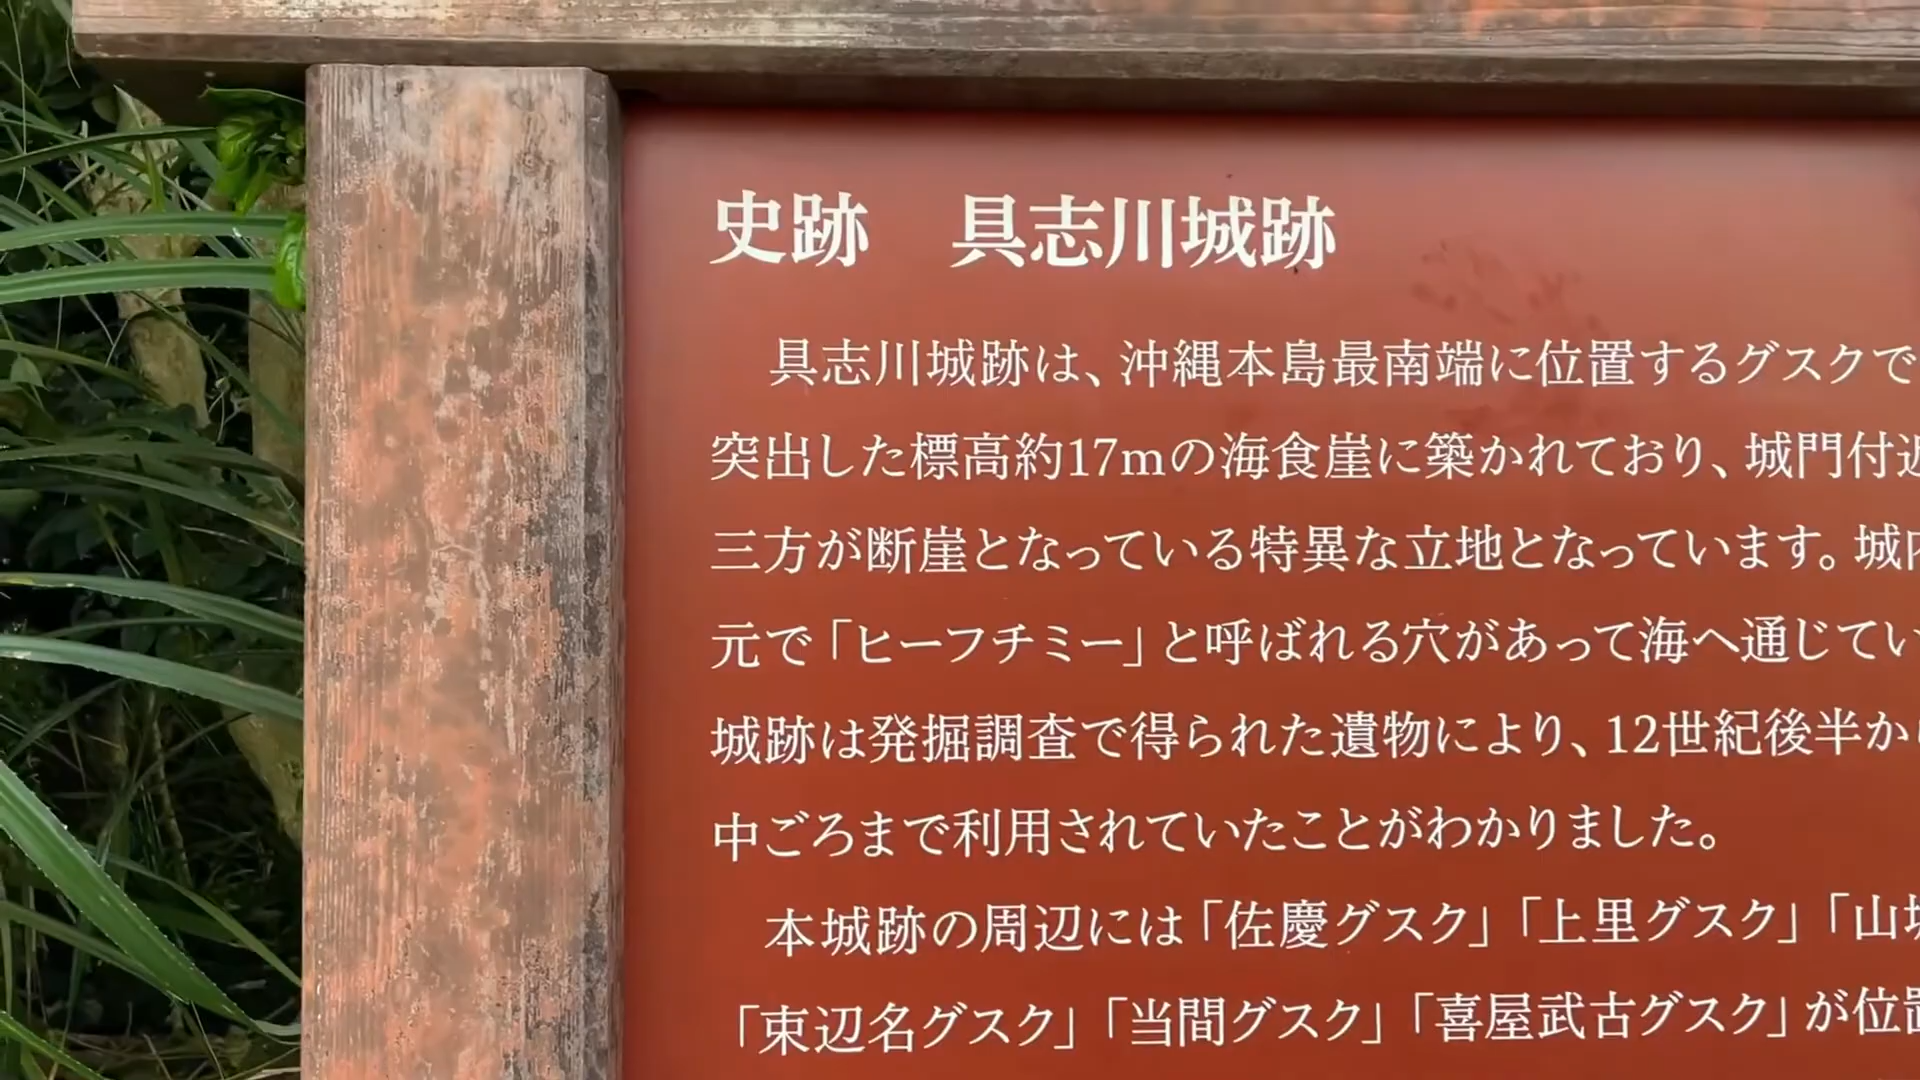 史跡　具志川城跡
具志川城跡は、沖縄本島最南端に位置するグスクで
突出した標高約17mの海食崖に築かれており、城門付近
三方が断崖となっている特異な立地となっています。城内
元で「ヒーフチミー」と呼ばれる穴があって海へ通じてい
城跡は発掘調査で得られた遺物により、12世紀後半から
中ごろまで利用されていたことがわかりました。
本城跡の周辺には「佐慶グスク」「上里グスク」「山城
「束辺名グスク」「当間グスク」「喜屋武古グスク」が位置